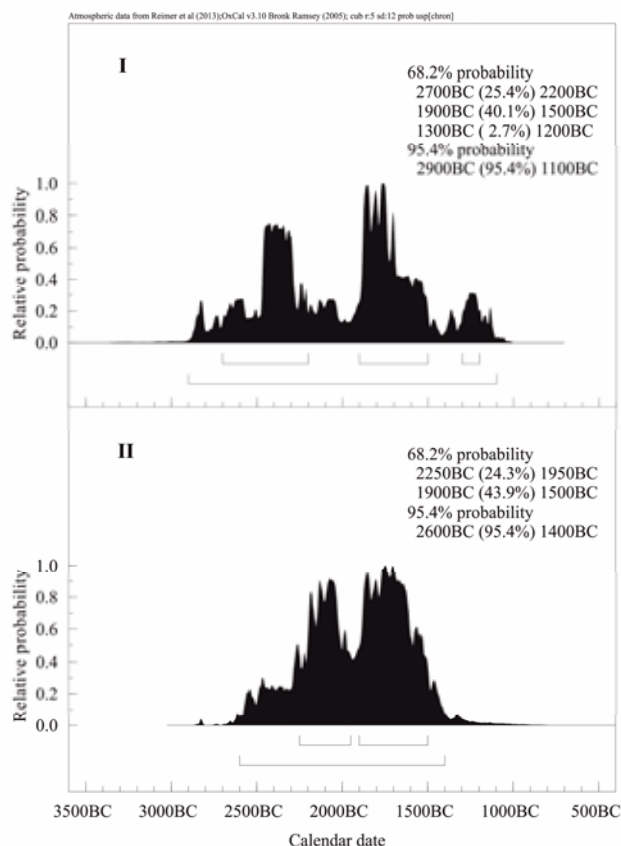 Atmospheric data from Reimer et al (2013);OxCal v3.10 Bronk Ramsey (2005); cub r:5 sd:12 prob usp[chron]
I
68.2% probability
2700BC (25.4%) 2200BC
1900BC (40.1%) 1500BC
1300BC ( 2.7%) 1200BC
95.4% probability
2900BC (95.4%) 1100BC
Relative probability
1.0
0.8
0.6
0.4
0.2
0.0
II
68.2% probability
2250BC (24.3%) 1950BC
1900BC (43.9%) 1500BC
95.4% probability
2600BC (95.4%) 1400BC
Relative probability
1.0
0.8
0.6
0.4
0.2
0.0
3500BC 3000BC 2500BC 2000BC 1500BC 1000BC 500BC
Calendar date